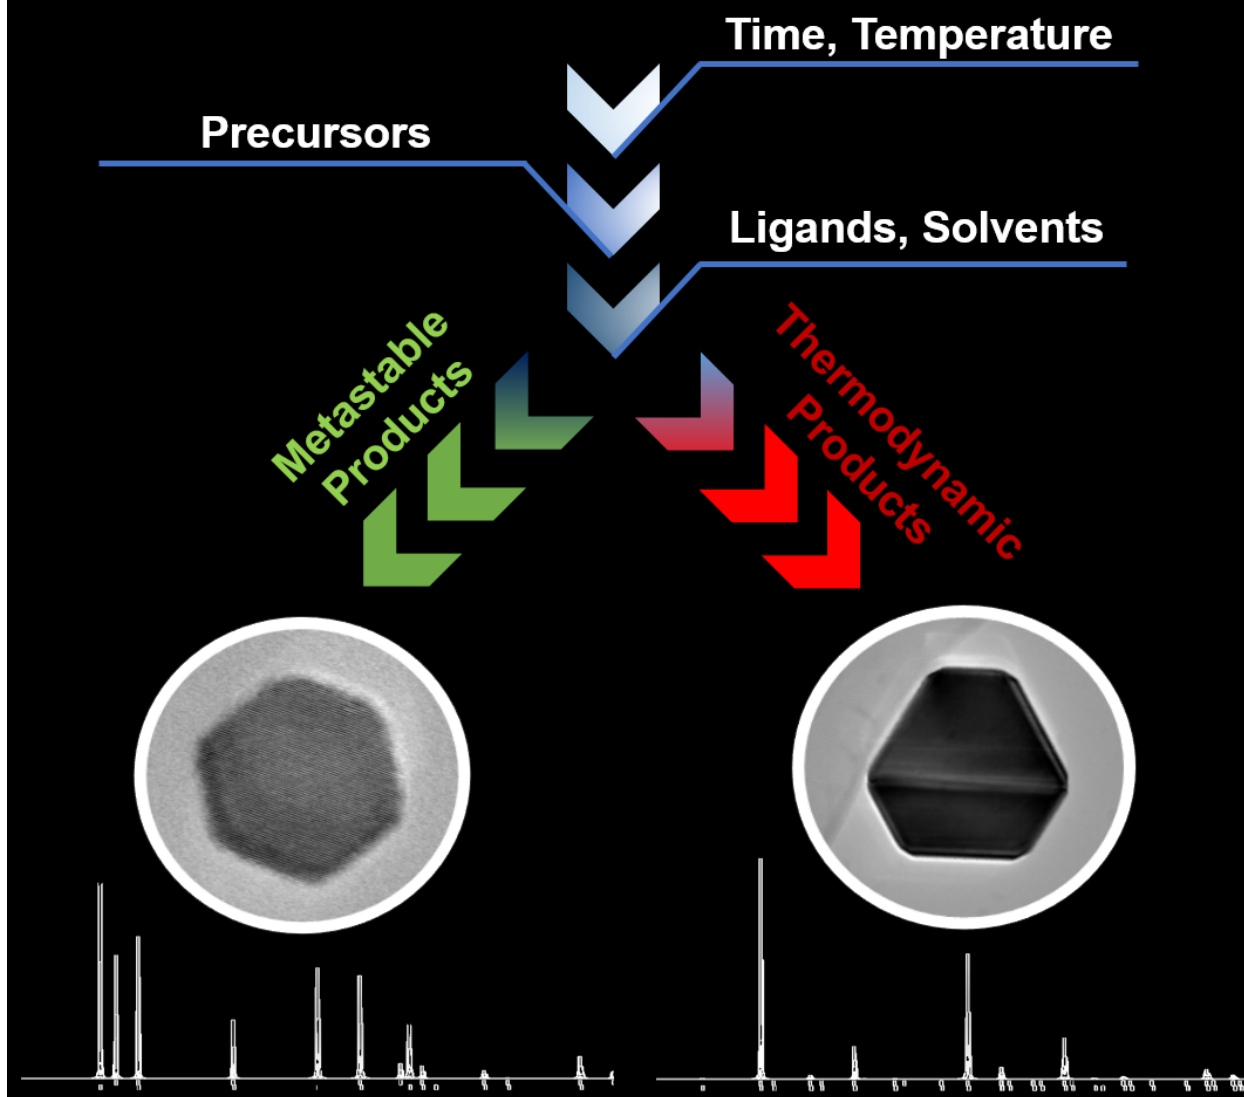 Time, Temperature
Precursors
Ligands, Solvents
Metastable
Products
Thermodynamic
Products